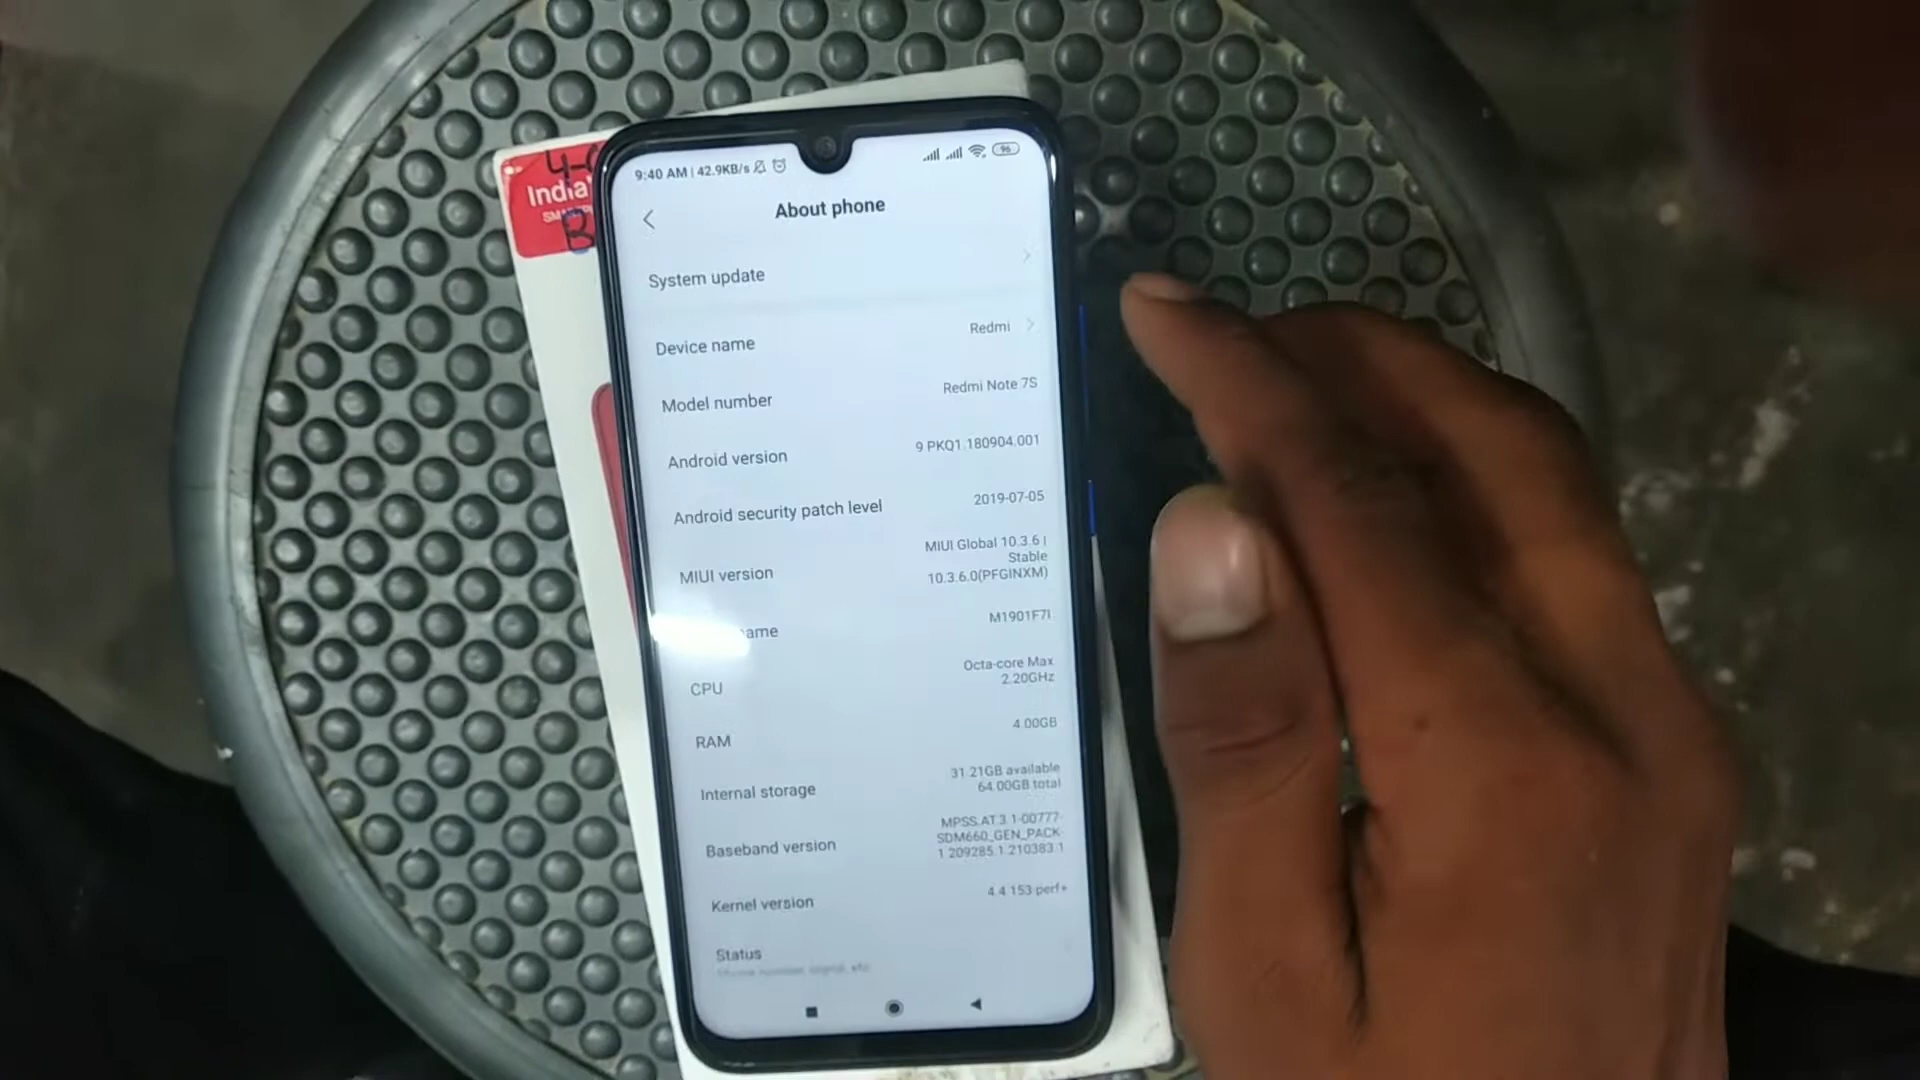 India'
B
9:40 AM | 42.9KB/s
96
About phone
System update
Device name Redmi
Model number Redmi Note 7S
Android version 9 PKQ1.180904.001
Android security patch level 2019-07-05
MIUI version MIUI Global 10.3.6 |
Stable
10.3.6.0(PFGINXM)
ame M1901F7I
CPU Octa-core Max
2.20GHz
RAM 4.00GB
Internal storage 31.21GB available
64.00GB total
Baseband version MPSS.AT.3.1-00777-
SDM660_GEN_PACK-
1.209285.1.210383.1
Kernel version 4.4.153-perf+
Status